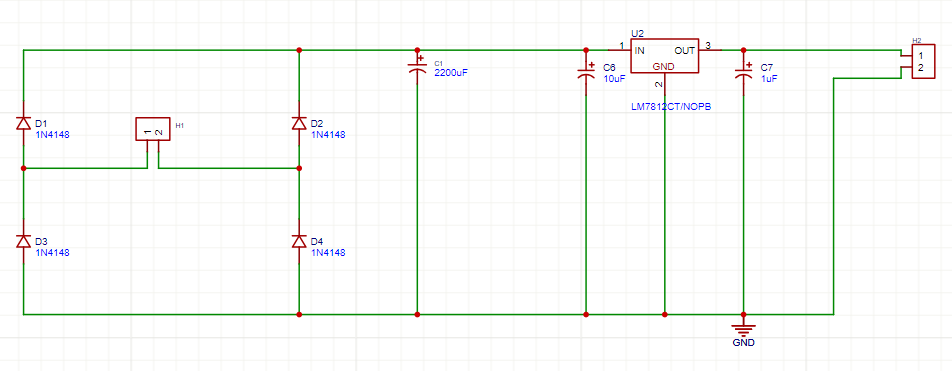 U2
H2
1
IN
OUT
3
GND
2
LM7812CT/NOPB
C1
2200uF
C6
10uF
C7
1uF
1
2
D1
1N4148
1
2
H1
D2
1N4148
D3
1N4148
D4
1N4148
GND